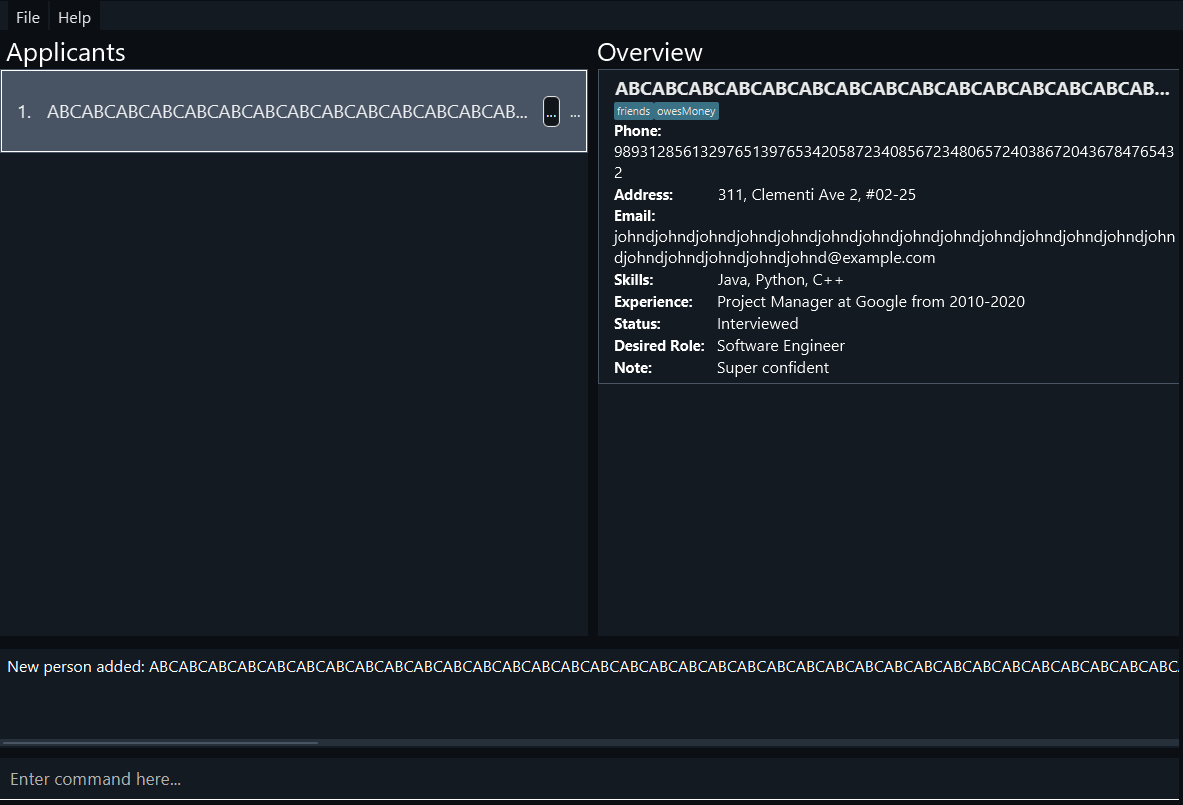 File Help
Applicants
1. ABCABCABCABCABCABCABCABCABCABCABCABCAB... ... ...
Overview
ABCABCABCABCABCABCABCABCABCABCABCABCABCAB...
friends owesMoney
Phone:
98931285613297651397653420587234085672348065724038672043678476543
2
Address: 311, Clementi Ave 2, #02-25
Email:
johndjohndjohndjohndjohndjohndjohndjohndjohndjohndjohndjohndjohndjohn
djohndjohndjohndjohndjohnd@example.com
Skills: Java, Python, C++
Experience: Project Manager at Google from 2010-2020
Status: Interviewed
Desired Role: Software Engineer
Note: Super confident
New person added: ABCABCABCABCABCABCABCABCABCABCABCABCABCABCABCABCABCABCABCABCABCABCABCABCABCABCABCABCABCABCABCABCABCABCABC
Enter command here...